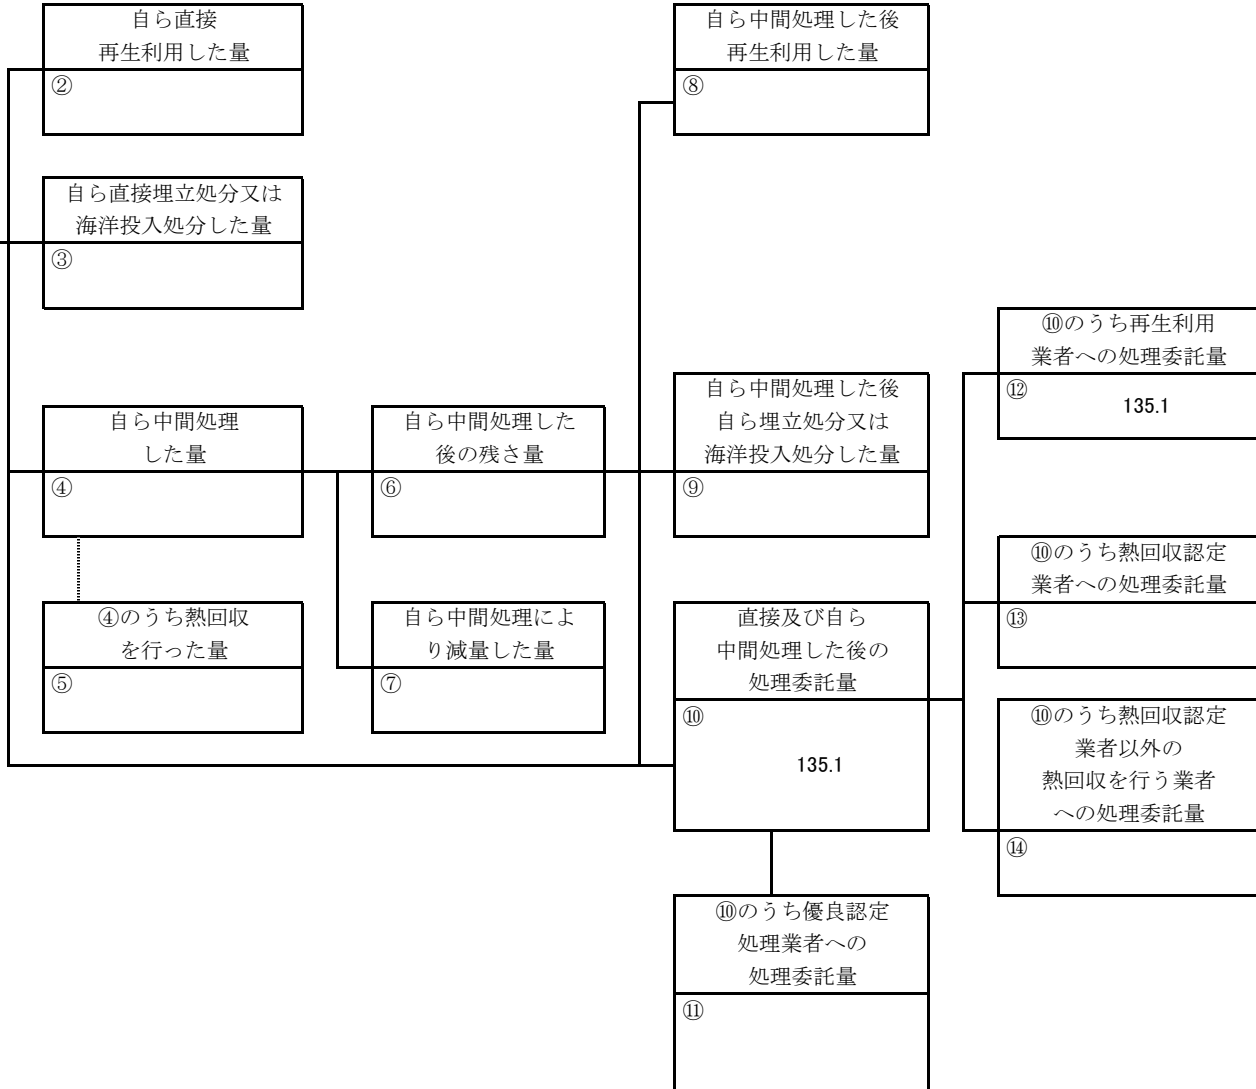 自ら直接
再生利用した量
②
自ら中間処理した後
再生利用した量
⑧
自ら直接埋立処分又は
海洋投入処分した量
③
⑩のうち再生利用
業者への処理委託量
⑫
135.1
自ら中間処理
した量
④
自ら中間処理した
後の残さ量
⑥
自ら中間処理した後
自ら埋立処分又は
海洋投入処分した量
⑨
⑩のうち熱回収認定
業者への処理委託量
⑬
④のうち熱回収
を行った量
⑤
自ら中間処理によ
り減量した量
⑦
直接及び自ら
中間処理した後の
処理委託量
⑩
135.1
⑩のうち熱回収認定
業者以外の
熱回収を行う業者
への処理委託量
⑭
⑩のうち優良認定
処理業者への
処理委託量
⑪